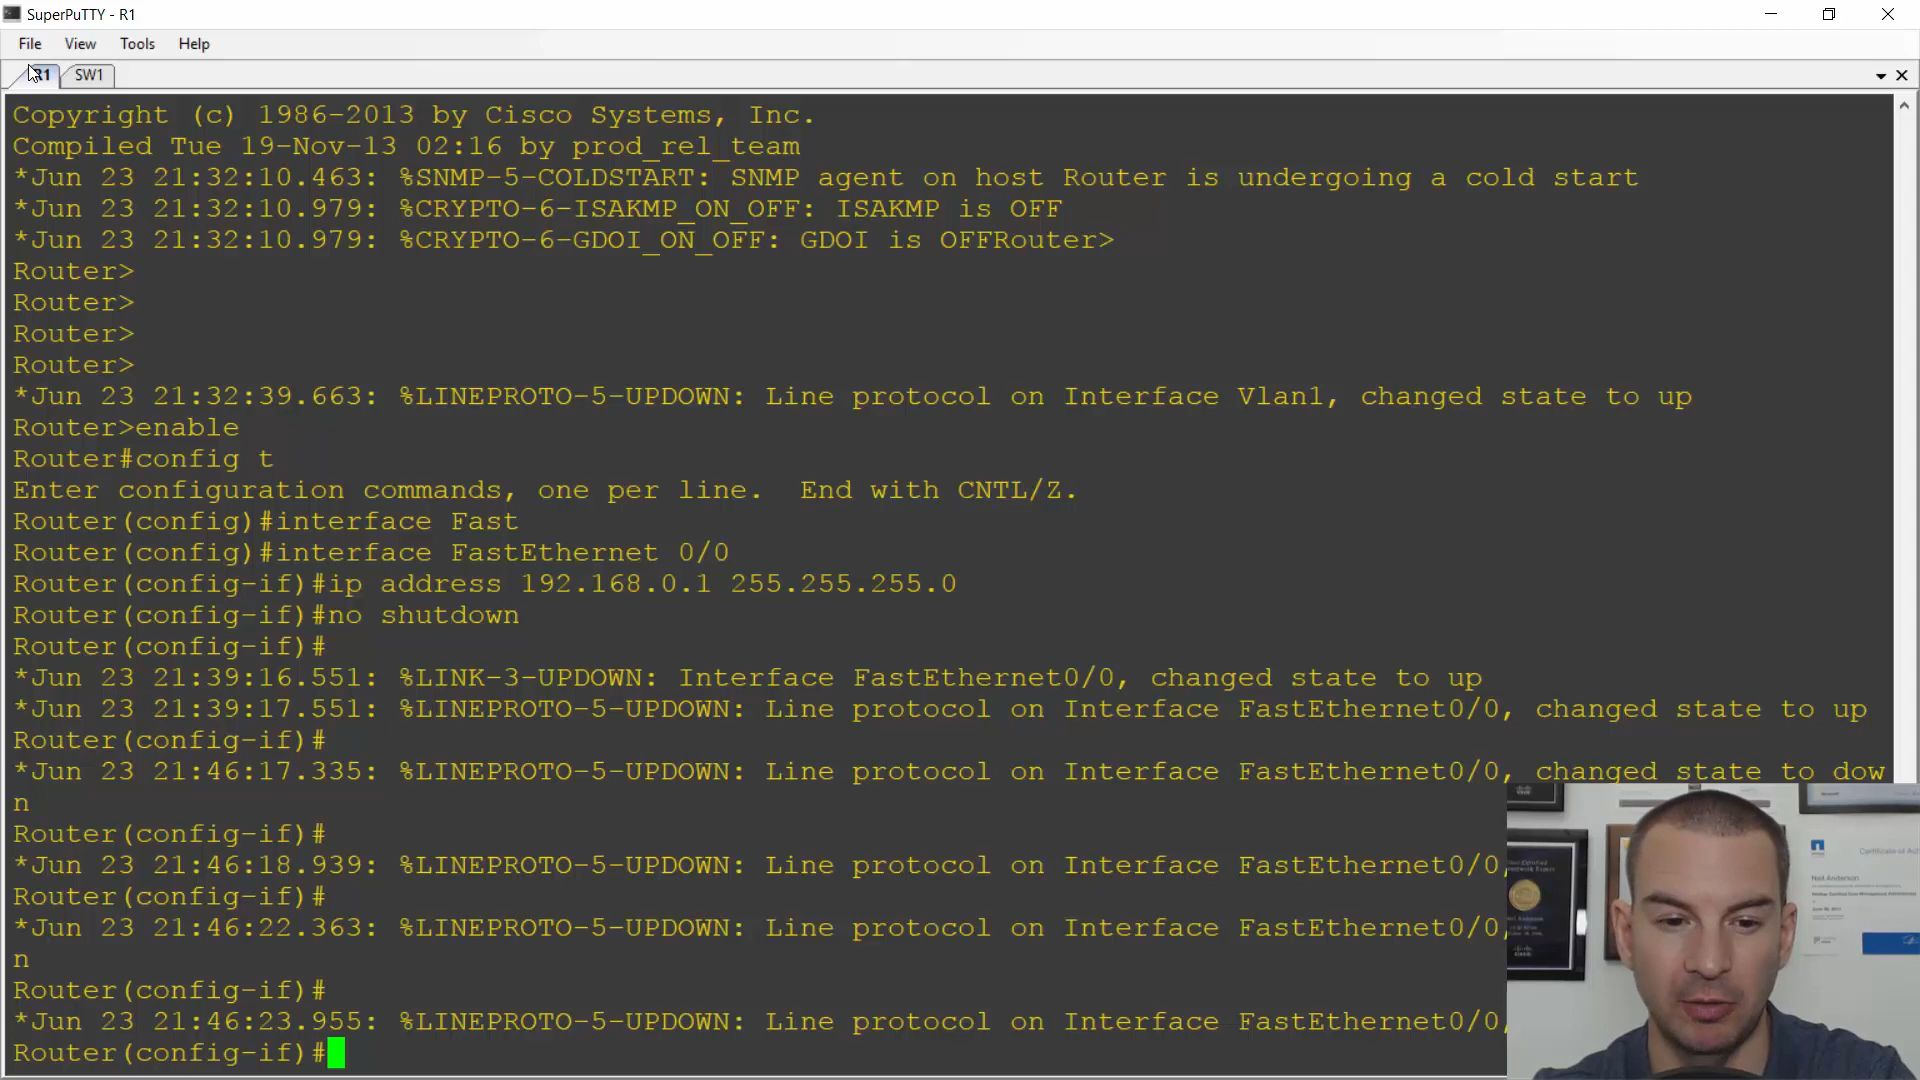 SuperPuTTY - R1
File View Tools Help
R1 SW1
Copyright (c) 1986-2013 by Cisco Systems, Inc.
Compiled Tue 19-Nov-13 02:16 by prod_rel_team
*Jun 23 21:32:10.463: %SNMP-5-COLDSTART: SNMP agent on host Router is undergoing a cold start
*Jun 23 21:32:10.979: %CRYPTO-6-ISAKMP_ON_OFF: ISAKMP is OFF
*Jun 23 21:32:10.979: %CRYPTO-6-GDOI_ON_OFF: GDOI is OFFRouter>
Router>
Router>
Router>
Router>
*Jun 23 21:32:39.663: %LINEPROTO-5-UPDOWN: Line protocol on Interface Vlan1, changed state to up
Router>enable
Router#config t
Enter configuration commands, one per line.  End with CNTL/Z.
Router(config)#interface Fast
Router(config)#interface FastEthernet 0/0
Router(config-if)#ip address 192.168.0.1 255.255.255.0
Router(config-if)#no shutdown
Router(config-if)#
*Jun 23 21:39:16.551: %LINK-3-UPDOWN: Interface FastEthernet0/0, changed state to up
*Jun 23 21:39:17.551: %LINEPROTO-5-UPDOWN: Line protocol on Interface FastEthernet0/0, changed state to up
Router(config-if)#
*Jun 23 21:46:17.335: %LINEPROTO-5-UPDOWN: Line protocol on Interface FastEthernet0/0, changed state to dow
n
Router(config-if)#
*Jun 23 21:46:18.939: %LINEPROTO-5-UPDOWN: Line protocol on Interface FastEthernet0/0,
Router(config-if)#
*Jun 23 21:46:22.363: %LINEPROTO-5-UPDOWN: Line protocol on Interface FastEthernet0/0,
n
Router(config-if)#
*Jun 23 21:46:23.955: %LINEPROTO-5-UPDOWN: Line protocol on Interface FastEthernet0/0,
Router(config-if)#
Certificate of
Neil Anderson